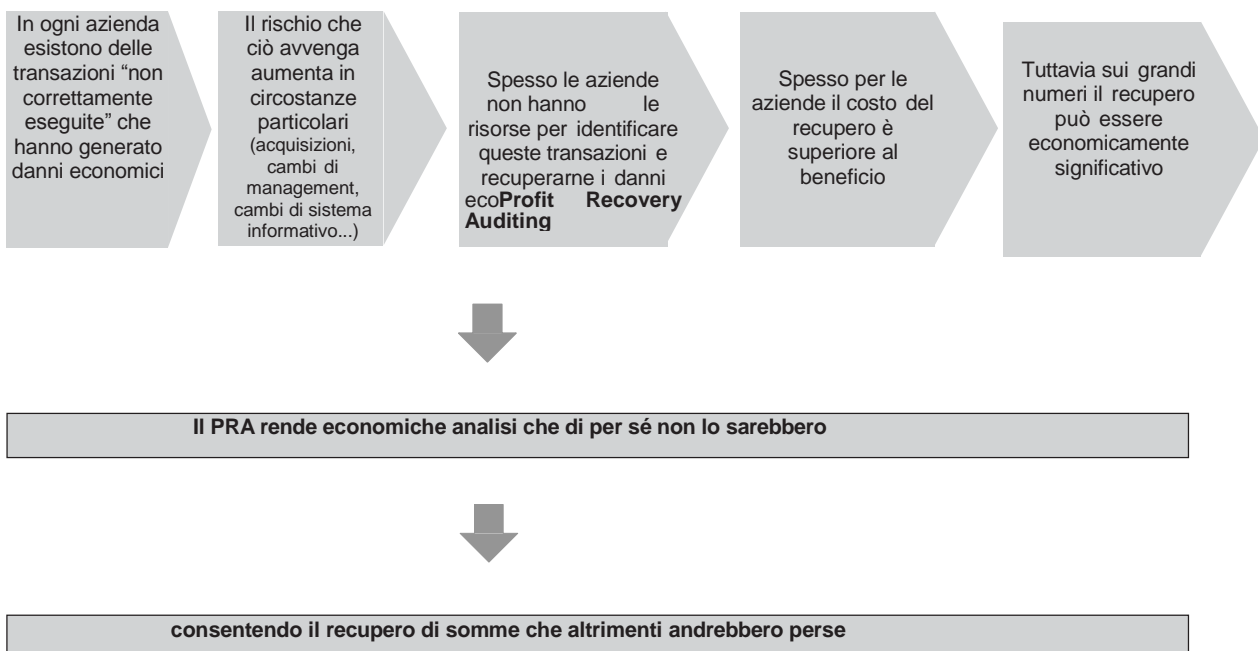 In ogni azienda
esistono delle
transazioni “non
correttamente
eseguite” che
hanno generato
danni economici
Il rischio che
ciò avvenga
aumenta in
circostanze
particolari
(acquisizioni,
cambi di
management,
cambi di sistema
informativo...)
Spesso le aziende
non hanno le
risorse per identificare
queste transazioni e
recuperarne i danni
ecoProfit Recovery
Auditing
Spesso per le
aziende il costo del
recupero è
superiore al
beneficio
Tuttavia sui grandi
numeri il recupero
può essere
economicamente
significativo
Il PRA rende economiche analisi che di per sé non lo sarebbero
consentendo il recupero di somme che altrimenti andrebbero perse